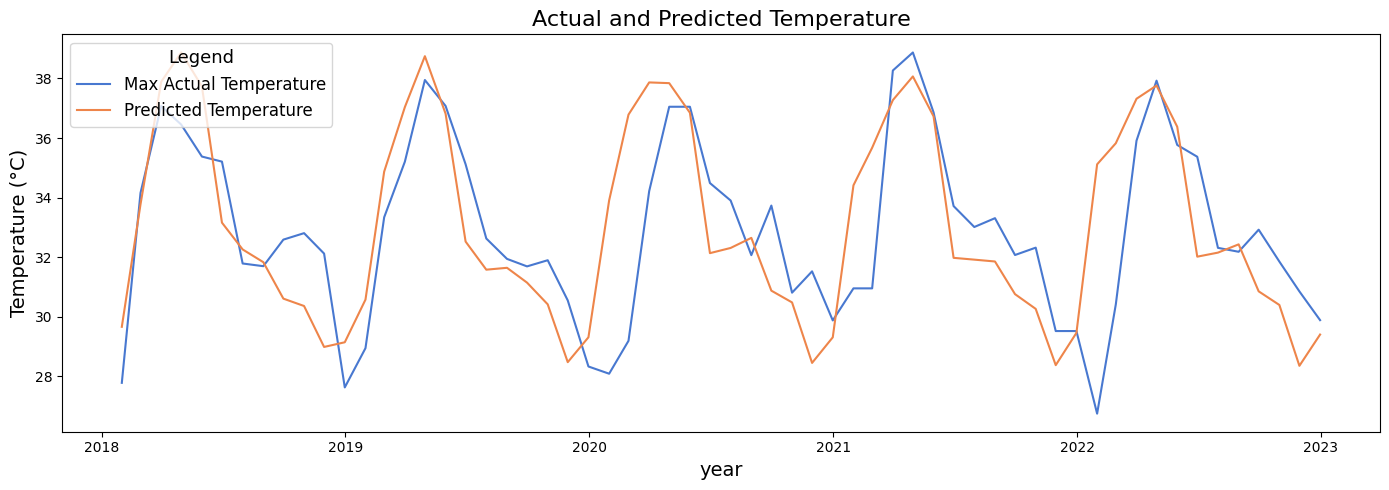 Actual and Predicted Temperature
Legend
Max Actual Temperature
Predicted Temperature
Temperature (°C)
38
36
34
32
30
28
2018
2019
2020
2021
2022
2023
year